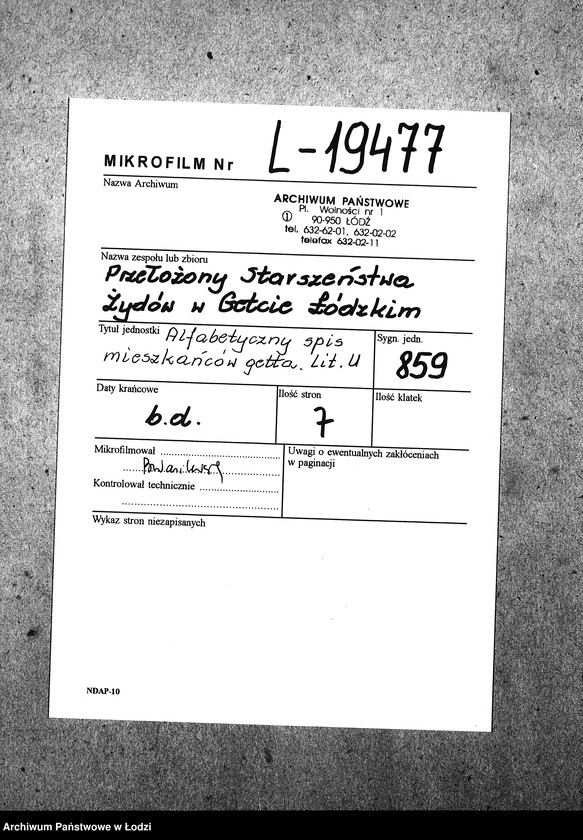 MIKROFILM Nr L-19477
Nazwa Archiwum
ARCHIWUM PAŃSTWOWE
Pl. Wolności nr 1
① 90-950 ŁÓDŹ
tel. 632-62-01, 632-02-02
telefax 632-02-11
Nazwa zespołu lub zbioru
Przełożony Starszeństwa
Żydów w Getcie Łódzkim
Tytuł jednostki Alfabetyczny spis
mieszkańców getta. Lit. U
Sygn. jedn.
859
Daty krańcowe
b.d.
Ilość stron
7
Ilość klatek
Mikrofilmował
Kontrolował technicznie
Uwagi o ewentualnych zakłóceniach
w paginacji
Wykaz stron niezapisanych
NDAP-10
Archiwum Państwowe w Łodzi